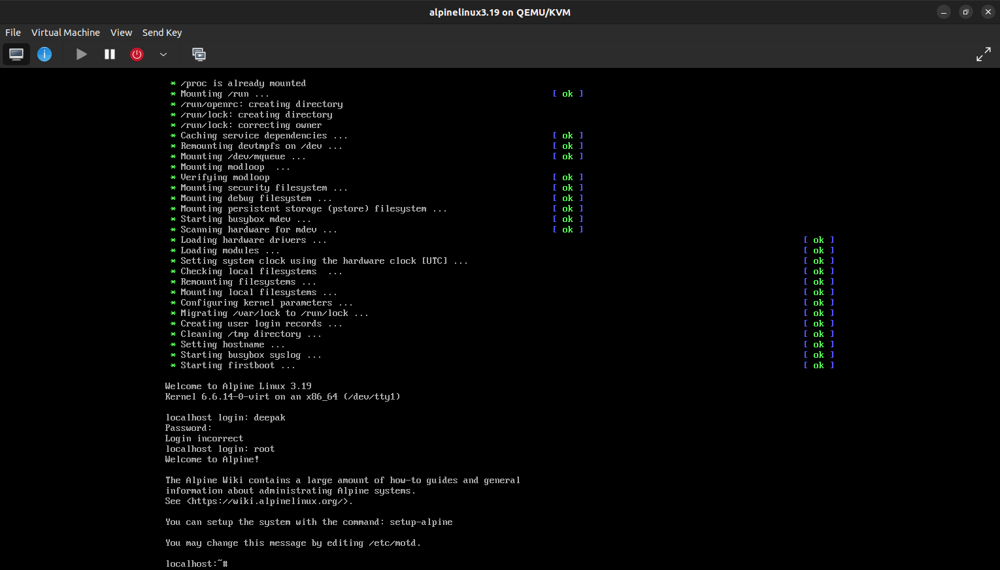 alpinelinux3.19 on QEMU/KVM
File Virtual Machine View Send Key
* /proc is already mounted
* Mounting /run ... [ ok ]
* /run/openrc: creating directory
* /run/lock: creating directory
* /run/lock: correcting owner
* Caching service dependencies ... [ ok ]
* Remounting devtmpfs on /dev ... [ ok ]
* Mounting /dev/mqueue ... [ ok ]
* Mounting modloop  ...
* Verifying modloop [ ok ]
* Mounting security filesystem ... [ ok ]
* Mounting debug filesystem ... [ ok ]
* Mounting persistent storage (pstore) filesystem ... [ ok ]
* Starting busybox mdev ... [ ok ]
* Scanning hardware for mdev ... [ ok ]
* Loading hardware drivers ... [ ok ]
* Loading modules ... [ ok ]
* Setting system clock using the hardware clock [UTC] ... [ ok ]
* Checking local filesystems  ... [ ok ]
* Remounting filesystems ... [ ok ]
* Mounting local filesystems ... [ ok ]
* Configuring kernel parameters ... [ ok ]
* Migrating /var/lock to /run/lock ... [ ok ]
* Creating user login records ... [ ok ]
* Cleaning /tmp directory ... [ ok ]
* Setting hostname ... [ ok ]
* Starting busybox syslog ... [ ok ]
* Starting firstboot ... [ ok ]
Welcome to Alpine Linux 3.19
Kernel 6.6.14-0-virt on an x86_64 (/dev/tty1)
localhost login: deepak
Password:
Login incorrect
localhost login: root
Welcome to Alpine!
The Alpine Wiki contains a large amount of how-to guides and general
information about administrating Alpine systems.
See <https://wiki.alpinelinux.org/>.
You can setup the system with the command: setup-alpine
You may change this message by editing /etc/motd.
localhost:~#